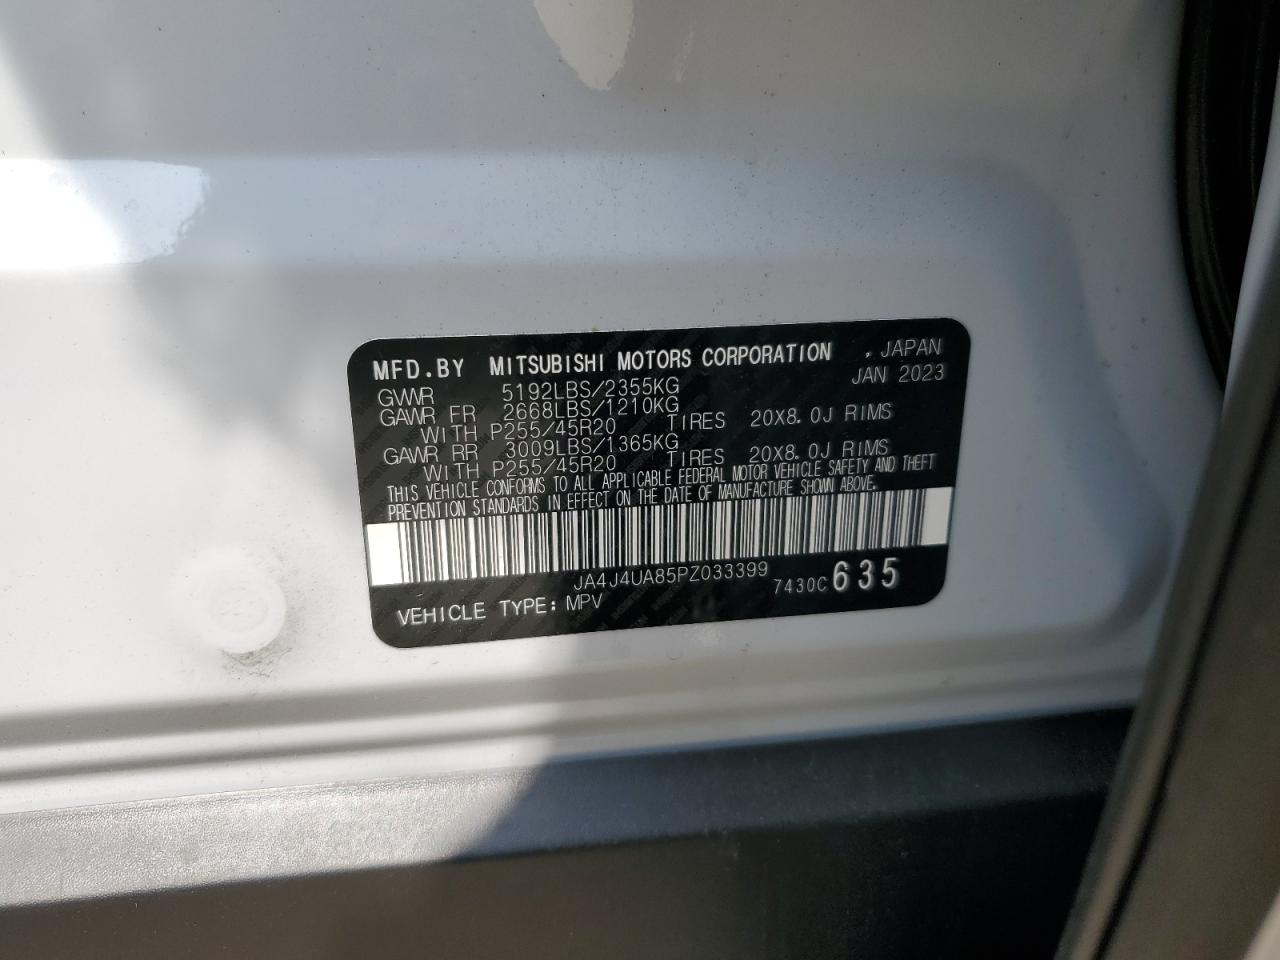 MFD.BY MITSUBISHI MOTORS CORPORATION , JAPAN
GVWR 5192LBS/2355KG JAN 2023
GAWR FR 2668LBS/1210KG
WITH P255/45R20 TIRES 20X8.0J RIMS
GAWR RR 3009LBS/1365KG
WITH P255/45R20 TIRES 20X8.0J RIMS
THIS VEHICLE CONFORMS TO ALL APPLICABLE FEDERAL MOTOR VEHICLE SAFETY AND THEFT
PREVENTION STANDARDS IN EFFECT ON THE DATE OF MANUFACTURE SHOWN ABOVE.
JA4J4UA85PZ033399
7430C 635
VEHICLE TYPE: MPV